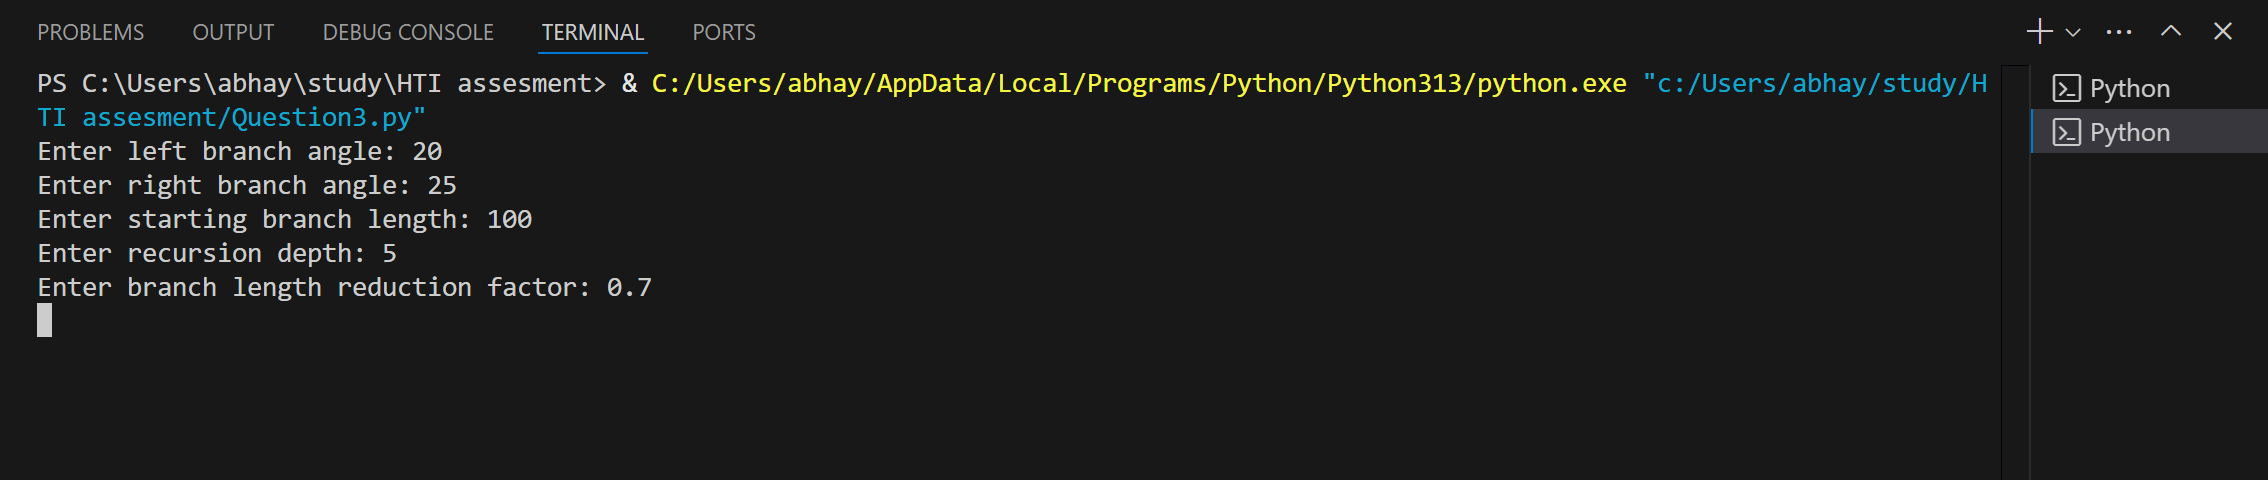 PROBLEMS OUTPUT DEBUG CONSOLE TERMINAL PORTS
PS C:\Users\abhay\study\HTI assesment> & C:/Users/abhay/AppData/Local/Programs/Python/Python313/python.exe "c:/Users/abhay/study/H
TI assesment/Question3.py"
Enter left branch angle: 20
Enter right branch angle: 25
Enter starting branch length: 100
Enter recursion depth: 5
Enter branch length reduction factor: 0.7
Python
Python